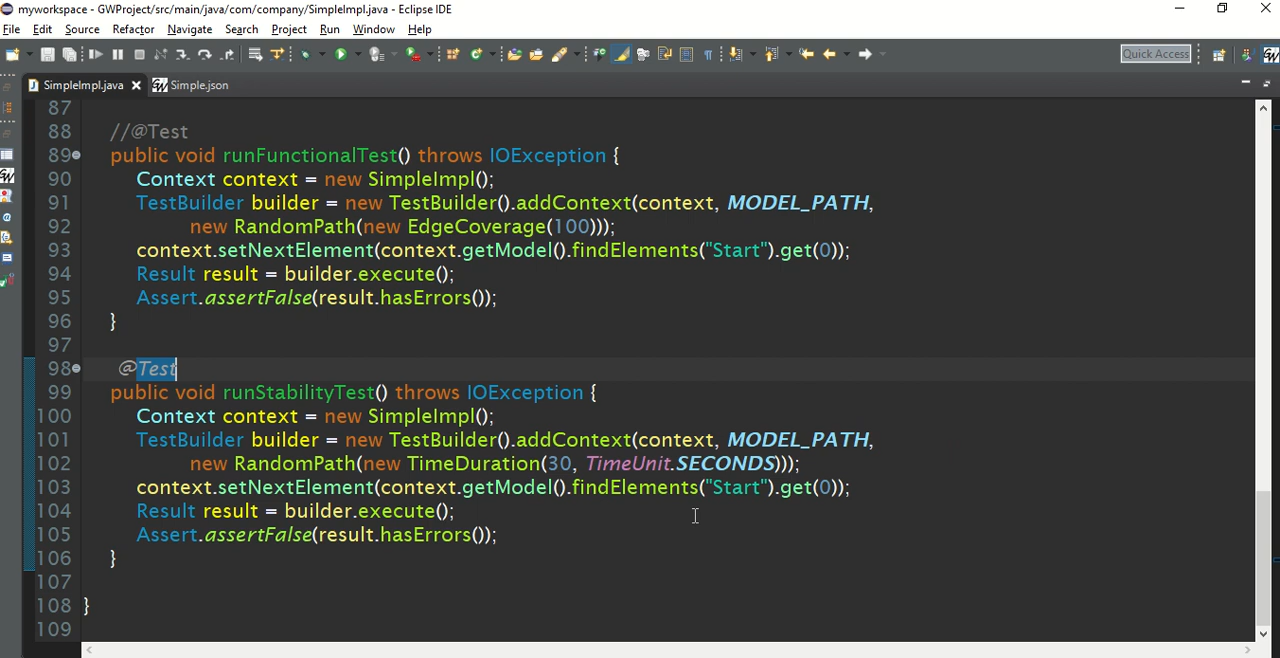 myworkspace - GWProject/src/main/java/com/company/SimpleImpl.java - Eclipse IDE
File Edit Source Refactor Navigate Search Project Run Window Help
Quick Access
SimpleImpl.java Simple.json
87
88 //@Test
89 public void runFunctionalTest() throws IOException {
90 Context context = new SimpleImpl();
91 TestBuilder builder = new TestBuilder().addContext(context, MODEL_PATH,
92 new RandomPath(new EdgeCoverage(100)));
93 context.setNextElement(context.getModel().findElements("Start").get(0));
94 Result result = builder.execute();
95 Assert.assertFalse(result.hasErrors());
96 }
97
98 @Test
99 public void runStabilityTest() throws IOException {
100 Context context = new SimpleImpl();
101 TestBuilder builder = new TestBuilder().addContext(context, MODEL_PATH,
102 new RandomPath(new TimeDuration(30, TimeUnit.SECONDS)));
103 context.setNextElement(context.getModel().findElements("Start").get(0));
104 Result result = builder.execute();
105 Assert.assertFalse(result.hasErrors());
106 }
107
108 }
109